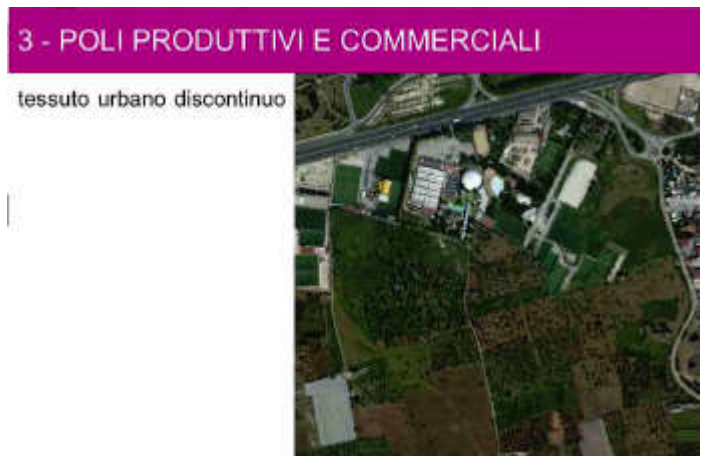 3 - POLI PRODUTTIVI E COMMERCIALI
tessuto urbano discontinuo